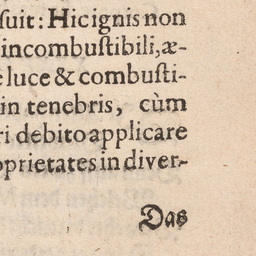 suit: Hic ignis non
incombuſtibili, æ-
luce & combuſti-
in tenebris, cùm
ri debito applicare
oprietates in diver-
Das